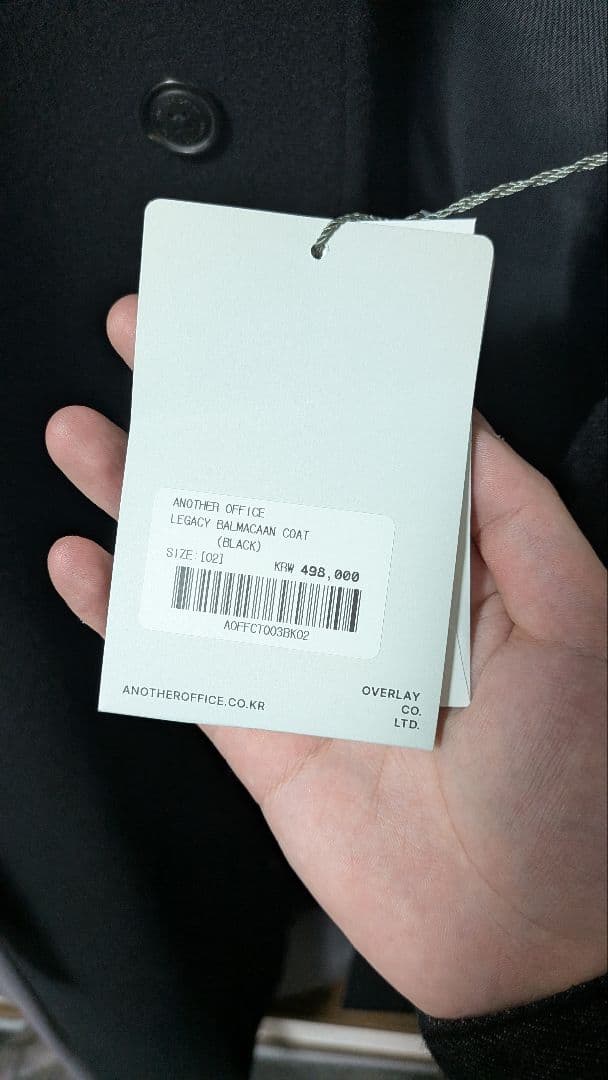 ANOTHER OFFICE
LEGACY BALMACAAN COAT
(BLACK)
SIZE:[02]
KRW 498,000
AOFFCT003BK02
ANOTHEROFFICE.CO.KR
OVERLAY
CO.
LTD.